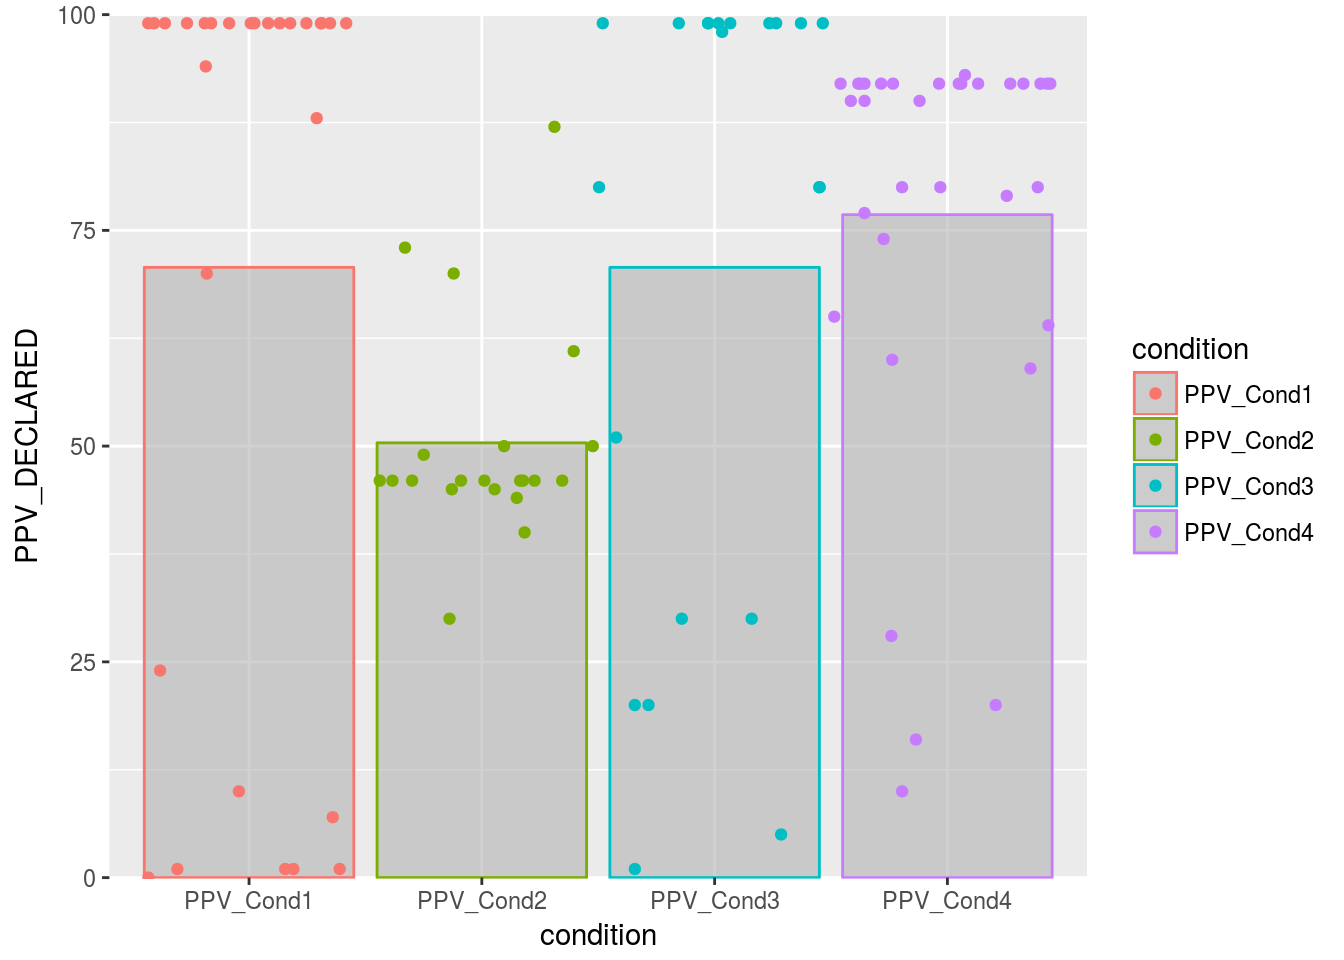 100
75
50
25
0
PPV_DECLARED
PPV_Cond1 PPV_Cond2 PPV_Cond3 PPV_Cond4
condition
condition
PPV_Cond1
PPV_Cond2
PPV_Cond3
PPV_Cond4